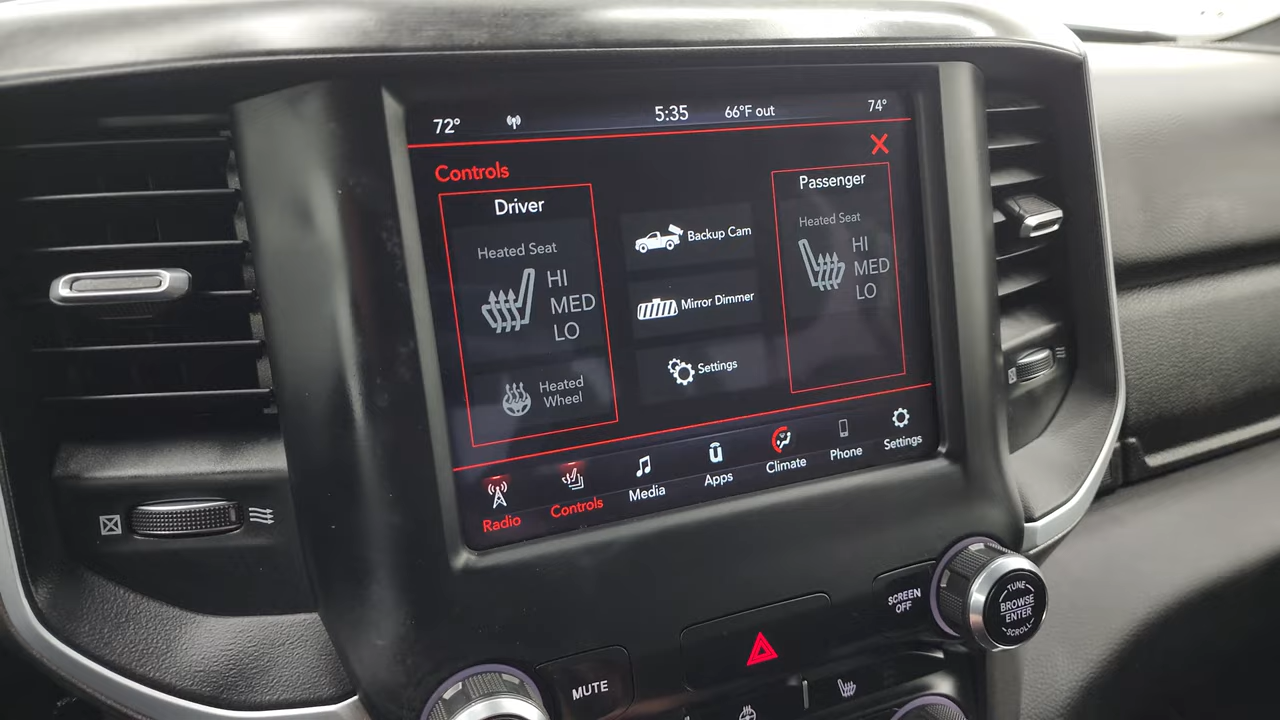 72°
5:35
66°F out
74°
Controls
Driver
Heated Seat
HI
MED
LO
Heated
Wheel
Backup Cam
Mirror Dimmer
Settings
Passenger
Heated Seat
HI
MED
LO
Radio
Controls
Media
Apps
Climate
Phone
Settings
SCREEN
OFF
TUNE
BROWSE
ENTER
SCROLL
MUTE